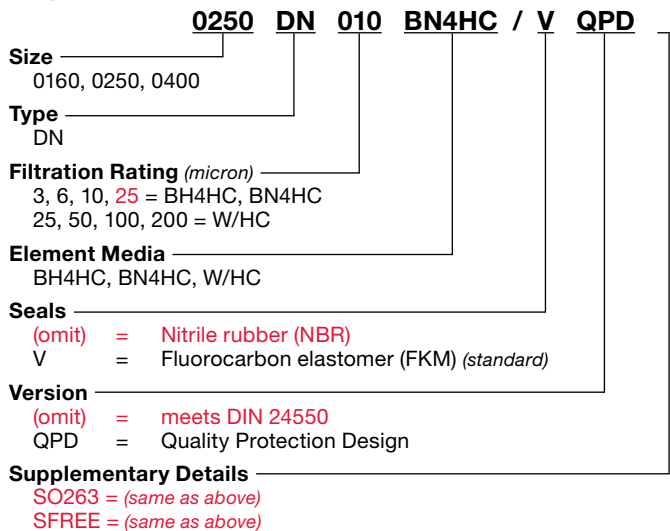 0250 DN 010 BN4HC / V QPD
Size
0160, 0250, 0400
Type
DN
Filtration Rating (micron)
3, 6, 10, 25 = BH4HC, BN4HC
25, 50, 100, 200 = W/HC
Element Media
BH4HC, BN4HC, W/HC
Seals
(omit) = Nitrile rubber (NBR)
V = Fluorocarbon elastomer (FKM) (standard)
Version
(omit) = meets DIN 24550
QPD = Quality Protection Design
Supplementary Details
SO263 = (same as above)
SFREE = (same as above)